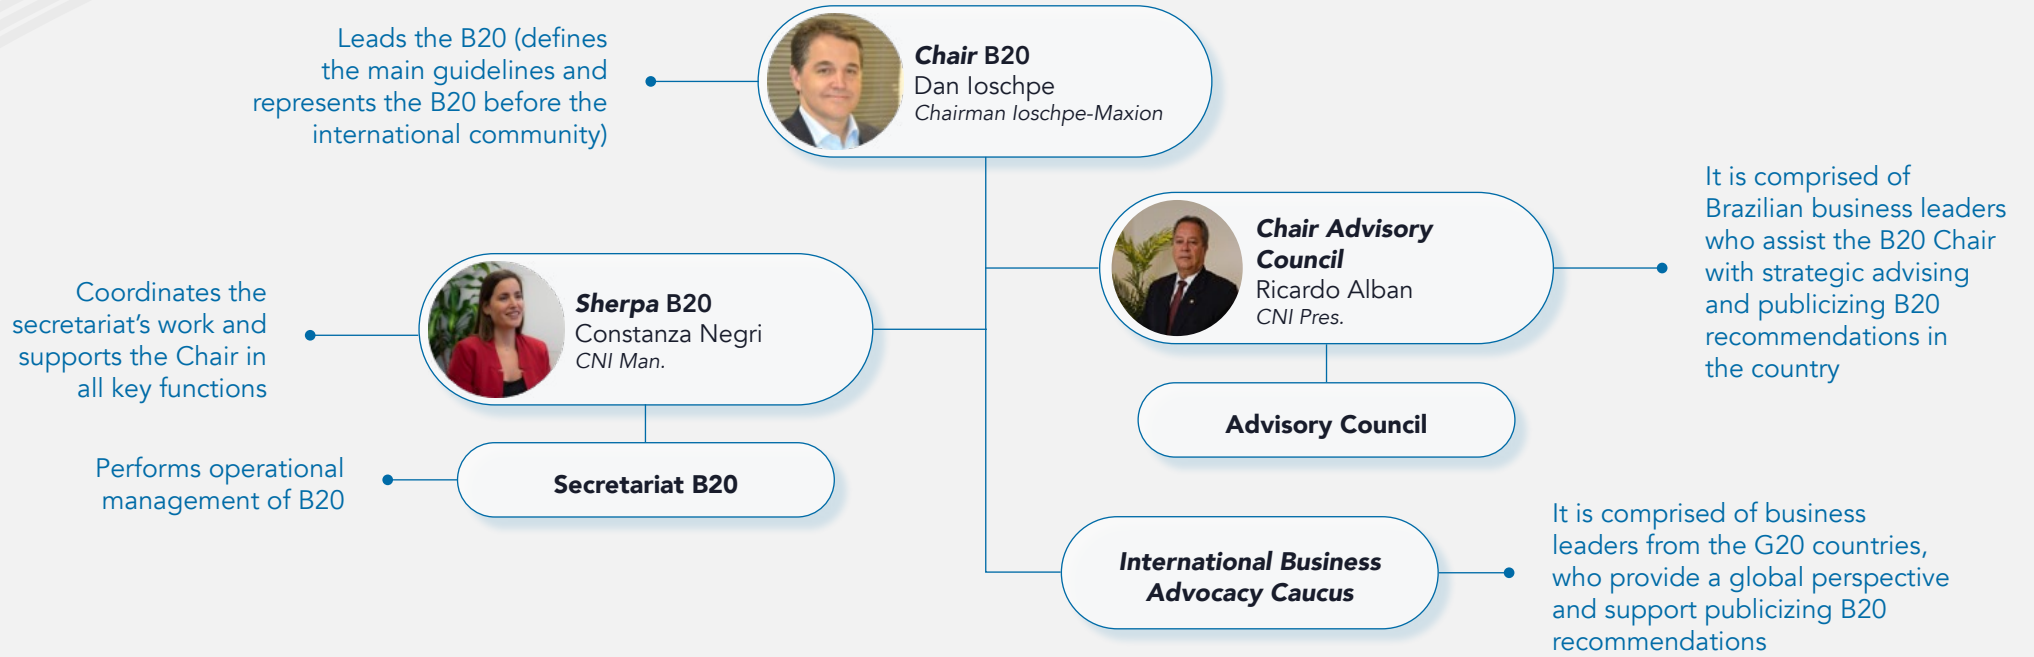 Leads the B20 (defines
the main guidelines and
represents the B20 before the
international community)
Chair B20
Dan Ioschpe
Chairman Ioschpe-Maxion
Chair Advisory
Council
Ricardo Alban
CNI Pres.
It is comprised of
Brazilian business leaders
who assist the B20 Chair
with strategic advising
and publicizing B20
recommendations in
the country
Coordinates the
secretariat's work and
supports the Chair in
all key functions
Sherpa B20
Constanza Negri
CNI Man.
Advisory Council
Performs operational
management of B20
Secretariat B20
International Business
Advocacy Caucus
It is comprised of business
leaders from the G20 countries,
who provide a global perspective
and support publicizing B20
recommendations